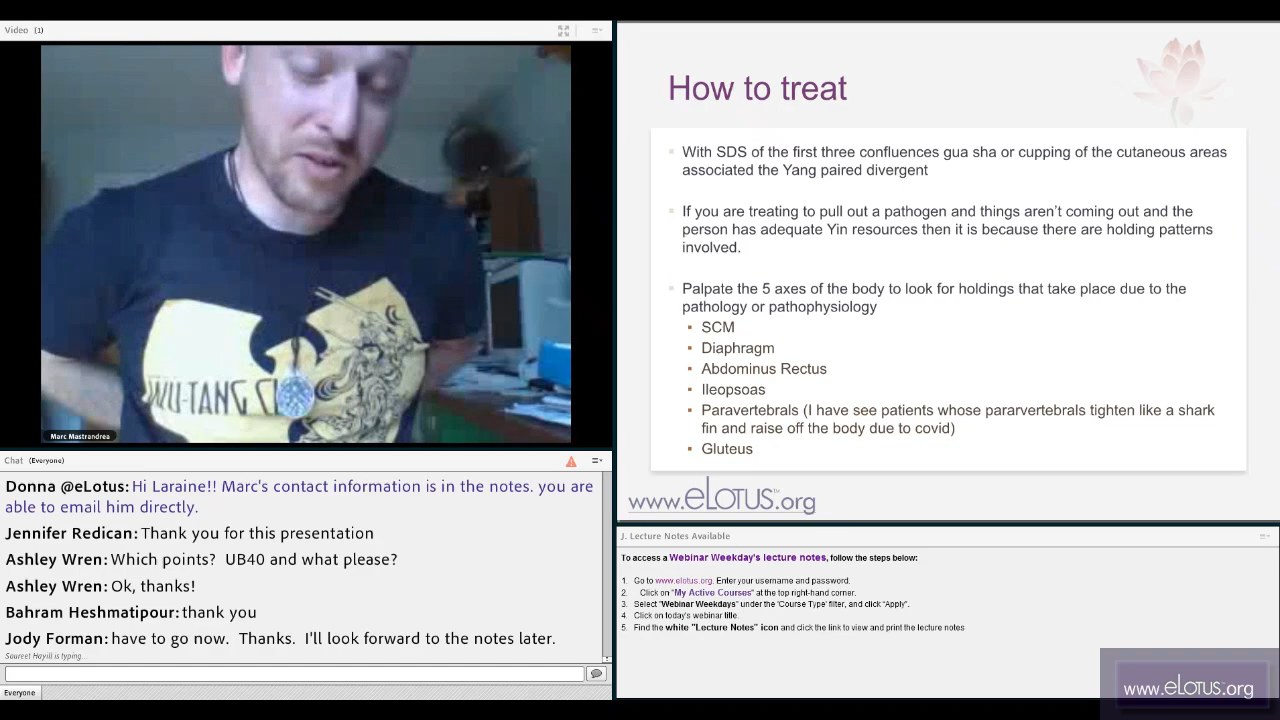 Video (1)
WU-TANG CL
Marc Mastrandrea
Chat (Everyone)
Donna @eLotus: Hi Laraine!! Marc's contact information is in the notes. you are
able to email him directly.
Jennifer Redican: Thank you for this presentation
Ashley Wren: Which points? UB40 and what please?
Ashley Wren: Ok, thanks!
Bahram Heshmatipour: thank you
Jody Forman: have to go now. Thanks. I'll look forward to the notes later.
is typing...
Everyone
How to treat
With SDS of the first three confluences gua sha or cupping of the cutaneous areas
associated the Yang paired divergent
If you are treating to pull out a pathogen and things aren't coming out and the
person has adequate Yin resources then it is because there are holding patterns
involved.
Palpate the 5 axes of the body to look for holdings that take place due to the
pathology or pathophysiology
SCM
Diaphragm
Abdominus Rectus
Ileopsoas
Paravertebrals (I have see patients whose pararvertebrals tighten like a shark
fin and raise off the body due to covid)
Gluteus
www.eLotus.org
J. Lecture Notes Available
To access a Webinar Weekday's lecture notes, follow the steps below:
1. Go to www.elotus.org. Enter your username and password.
2. Click on "My Active Courses" at the top right-hand corner.
3. Select "Webinar Weekdays" under the 'Course Type' filter, and click "Apply".
4. Click on today's webinar title.
5. Find the white "Lecture Notes" icon and click the link to view and print the lecture notes
www.eLotus.org